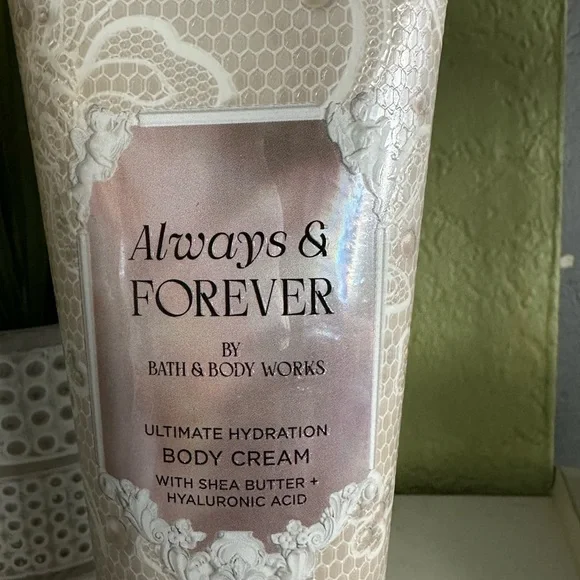 Always &
FOREVER
BY
BATH & BODY WORKS
ULTIMATE HYDRATION
BODY CREAM
WITH SHEA BUTTER +
HYALURONIC ACID